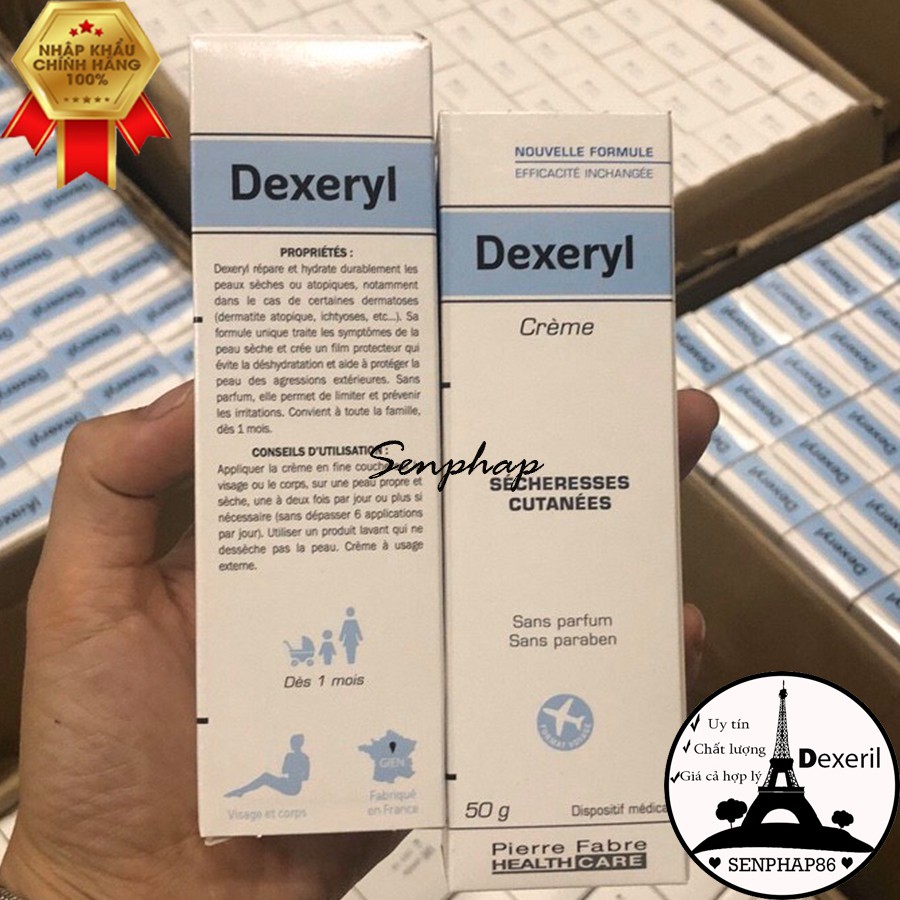 NHẬP KHẨU
CHÍNH HÃNG
100%
Dexeryl
PROPRIÉTÉS :
Dexeryl répare et hydrate durablement les
peaux sèches ou atopiques, notamment
dans le cas de certaines dermatoses
(dermatite atopique, ichtyoses, etc...). Sa
formule unique traite les symptômes de la
peau sèche et crée un film protecteur qui
évite la déshydratation et aide à protéger la
peau des agressions extérieures. Sans
parfum, elle permet de limiter et prévenir
les irritations. Convient à toute la famille,
dès 1 mois.
CONSEILS D'UTILISATION :
Appliquer la crème en fine couche
visage ou le corps, sur une peau propre et
sèche, une à deux fois par jour ou plus si
nécessaire (sans dépasser 6 applications
par jour). Utiliser un produit lavant qui ne
dessèche pas la peau. Crème à usage
externe.
Dès 1 mois
Visage et corps
GIEN
Fabriqué
en France
NOUVELLE FORMULE
EFFICACITÉ INCHANGÉE
Dexeryl
Crème
Senphap
SÉCHERESSES
CUTANÉES
Sans parfum
Sans paraben
FORMAT VOYAGE
50 g
Dispositif médica
Pierre Fabre
HEALTH CARE
Uy tín
Chất lượng
Giá cả hợp lý
Dexeril
SENPHAP86
Dexeryl
Dexeryl
Dexeryl
Dexeryl